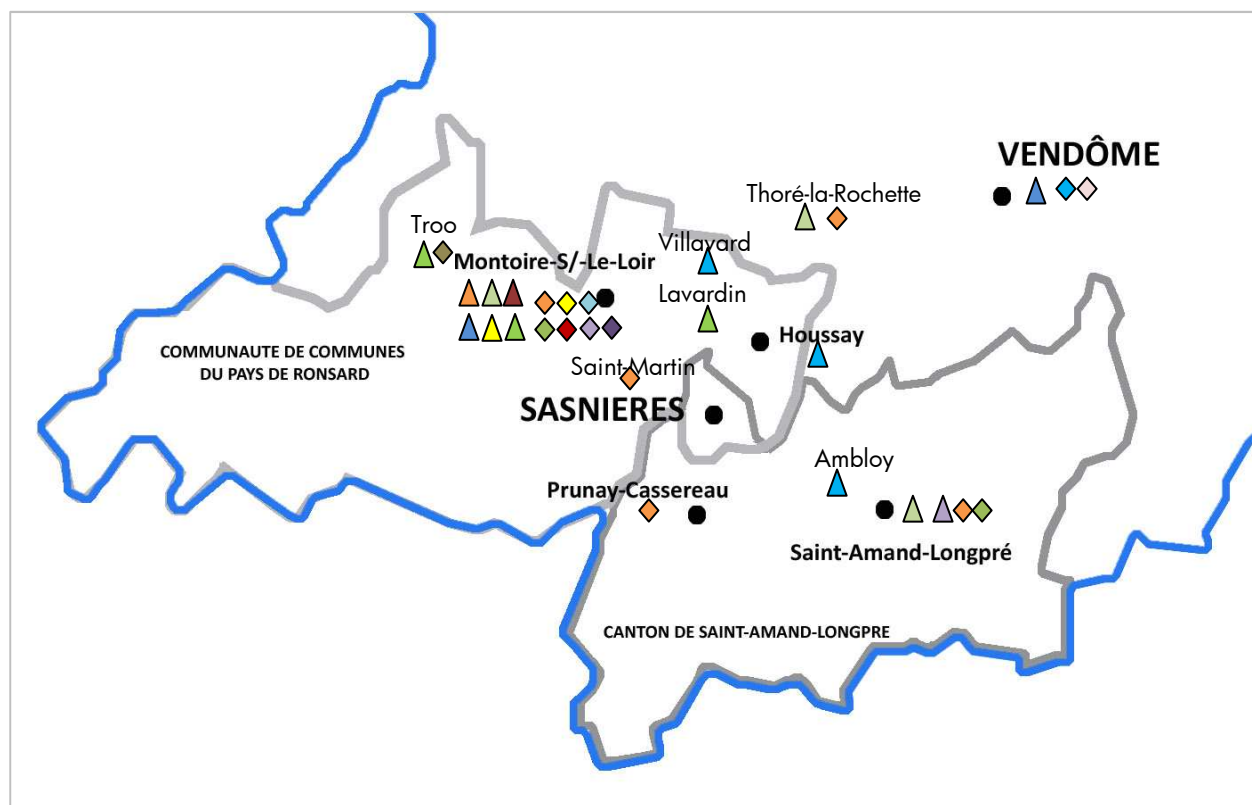 VENDÔME
Thoré-la-Rochette
Troo
Villavard
Montoire-S/-Le-Loir
Lavardin
Houssay
COMMUNAUTE DE COMMUNES
DU PAYS DE RONSARD
Saint-Martin
SASNIERES
Ambloy
Prunay-Cassereau
Saint-Amand-Longpré
CANTON DE SAINT-AMAND-LONGPRE